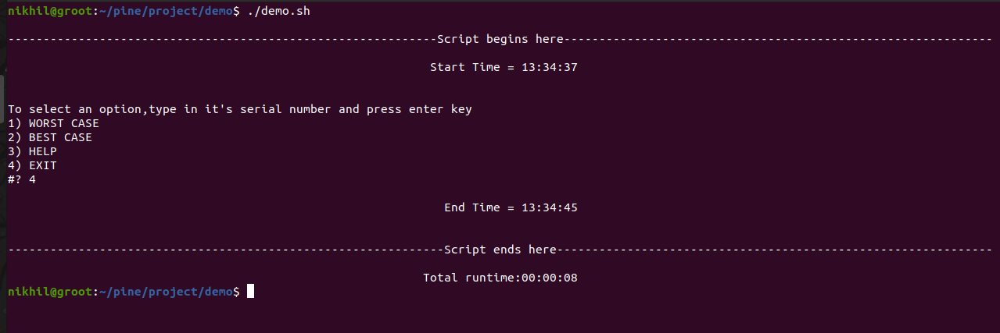 nikhil@groot:~/pine/project/demo$ ./demo.sh
-------------------------------------------------------------Script begins here-------------------------------------------------------------
Start Time = 13:34:37
To select an option,type in it's serial number and press enter key
1) WORST CASE
2) BEST CASE
3) HELP
4) EXIT
#? 4
End Time = 13:34:45
--------------------------------------------------------------Script ends here--------------------------------------------------------------
Total runtime:00:00:08
nikhil@groot:~/pine/project/demo$